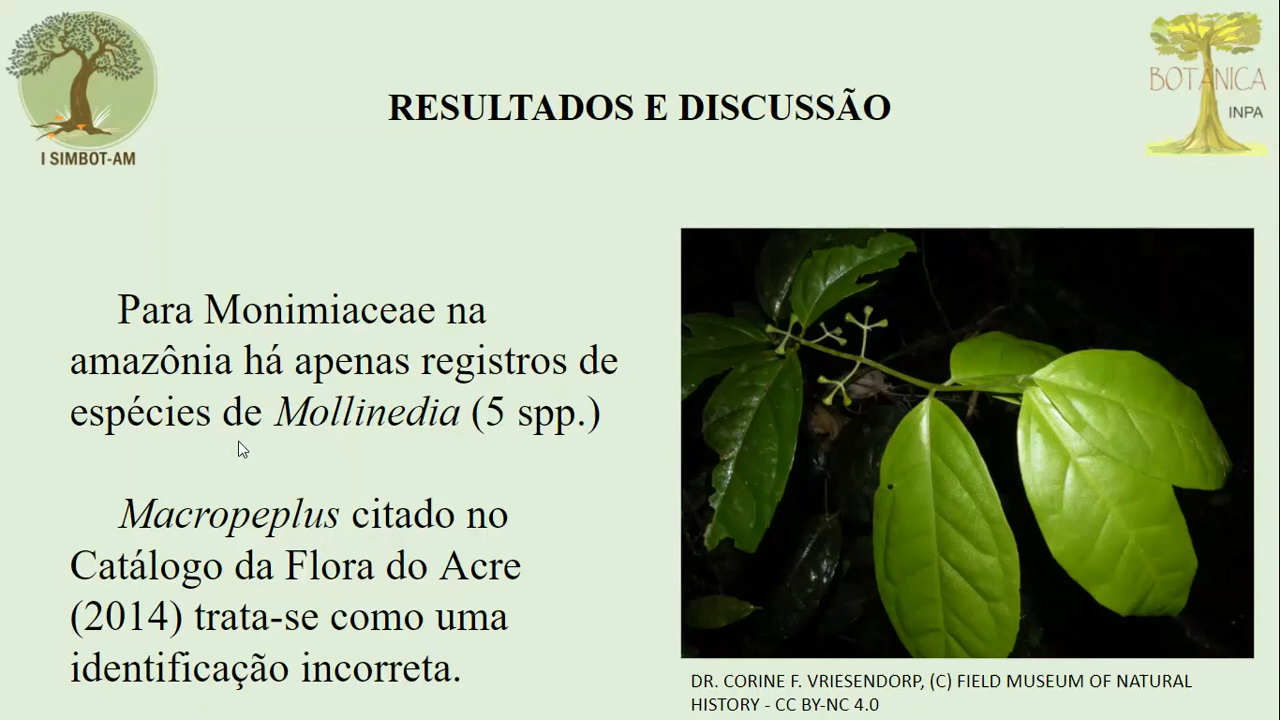 I SIMBOT-AM
BOTÂNICA
INPA
RESULTADOS E DISCUSSÃO
Para Monimiaceae na
amazônia há apenas registros de
espécies de Mollinedia (5 spp.)
Macropeplus citado no
Catálogo da Flora do Acre
(2014) trata-se como uma
identificação incorreta.
DR. CORINE F. VRIESENDORP, (C) FIELD MUSEUM OF NATURAL
HISTORY - CC BY-NC 4.0